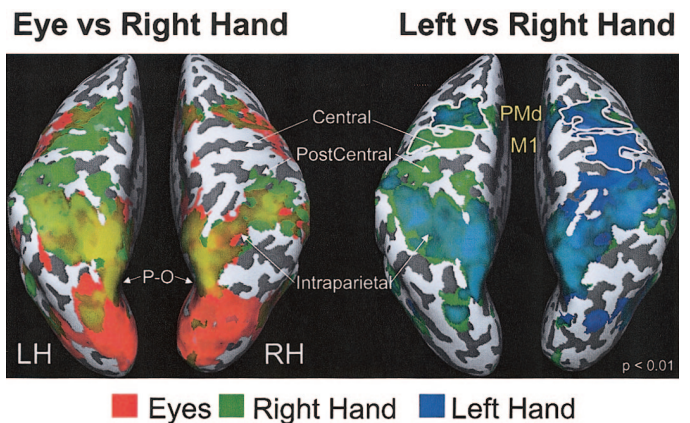 Eye vs Right Hand
Left vs Right Hand
PMd
Central
M1
PostCentral
P-O
Intraparietal
LH
RH
p < 0.01
Eyes
Right Hand
Left Hand